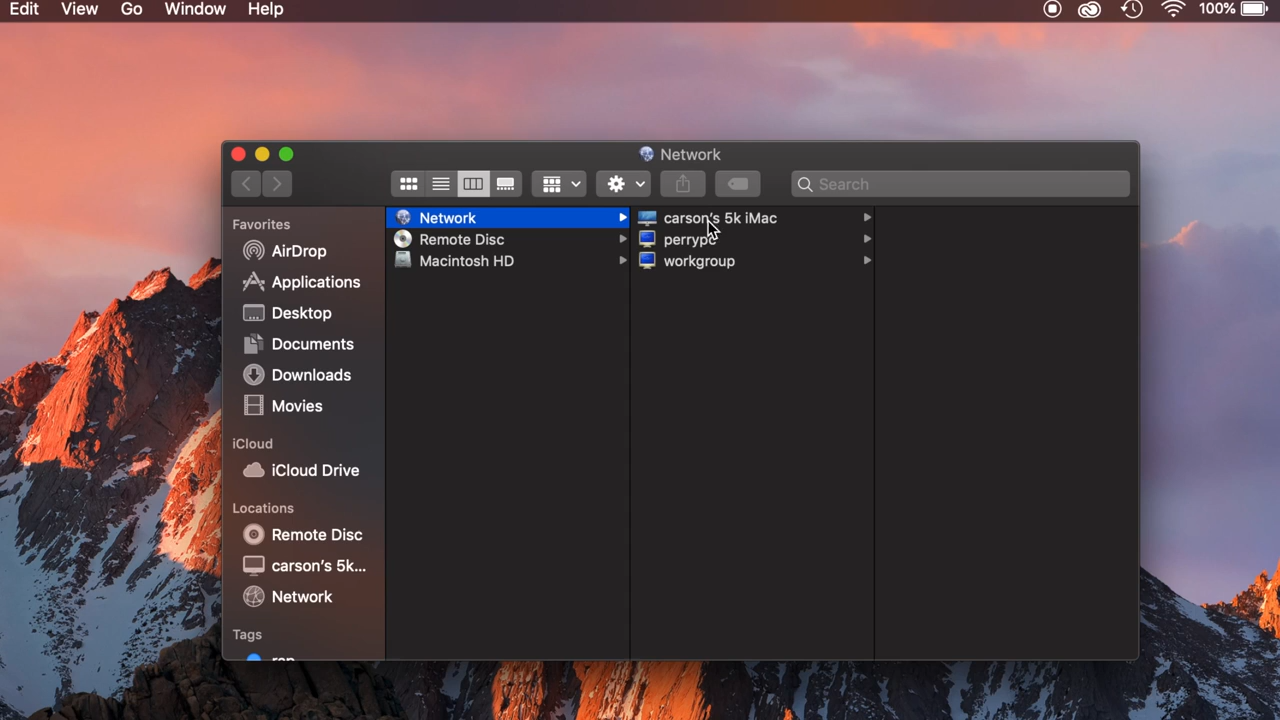 Edit View Go Window Help 100%
Network
Search
Favorites
AirDrop
Applications
Desktop
Documents
Downloads
Movies
iCloud
iCloud Drive
Locations
Remote Disc
carson's 5k...
Network
Tags
Network
Remote Disc
Macintosh HD
carson's 5k iMac
perrypc
workgroup